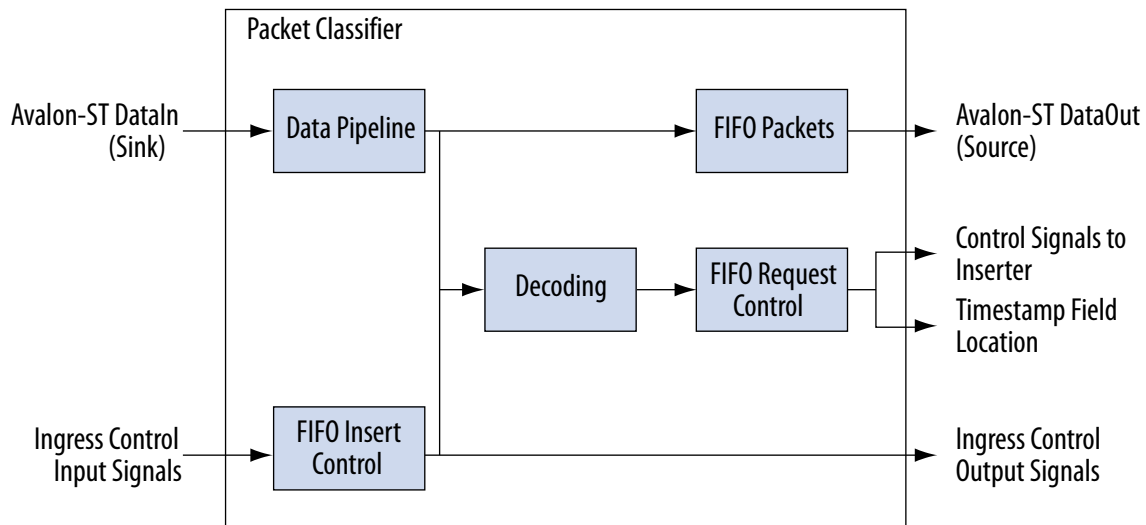 Packet Classifier
Avalon-ST DataIn
(Sink)
Data Pipeline
FIFO Packets
Avalon-ST DataOut
(Source)
Decoding
FIFO Request
Control
Control Signals to
Inserter
Timestamp Field
Location
Ingress Control
Input Signals
FIFO Insert
Control
Ingress Control
Output Signals